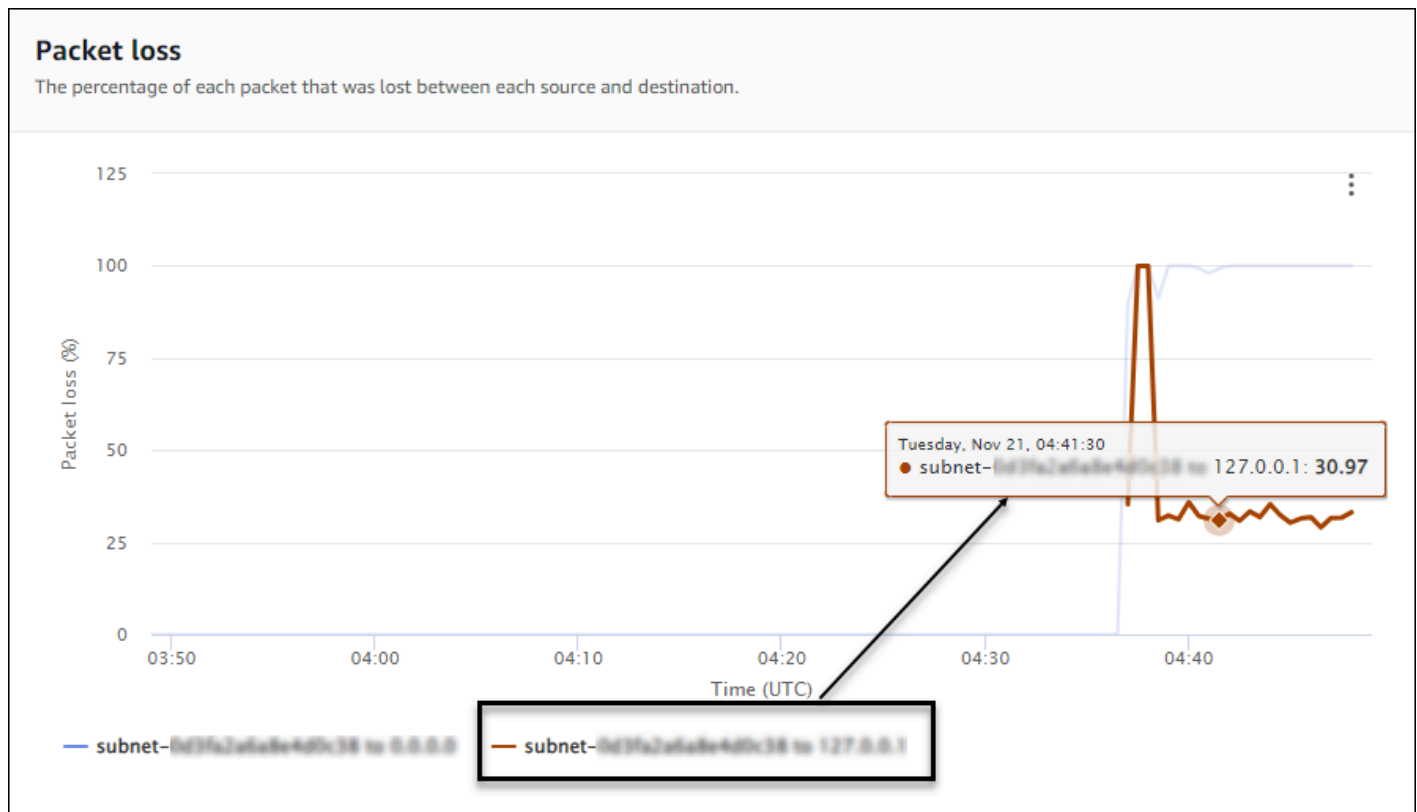 Packet loss
The percentage of each packet that was lost between each source and destination.
125
100
75
50
25
0
Packet loss (%)
Tuesday, Nov 21, 04:41:30
subnet- 127.0.0.1: 30.97
03:50 04:00 04:10 04:20 04:30 04:40
Time (UTC)
subnet- subnet-